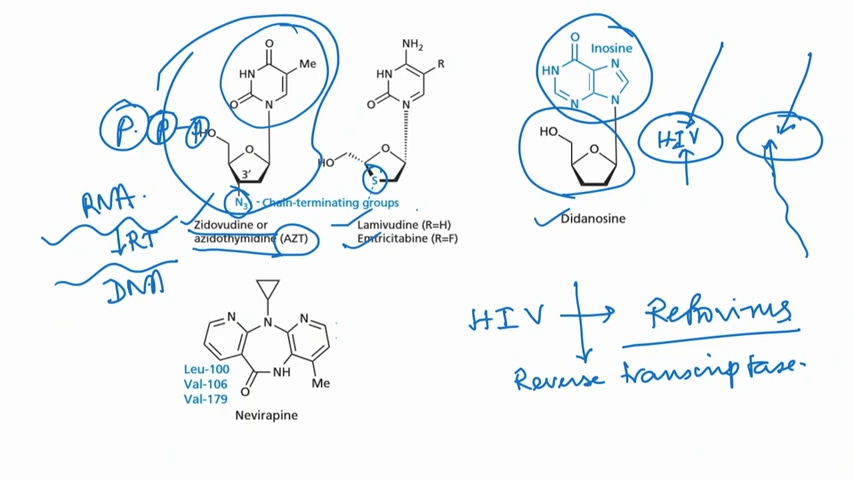 O
HN
Me
O
N
NH2
N
R
O
N
O
Inosine
HN
N
N
N
P. P - P HO
O
3'
N3 - Chain-terminating groups
HO
O
S
HO
O
HIV
V
Zidovudine or
azidothymidine (AZT)
Lamivudine (R=H)
Emtricitabine (R=F)
Didanosine
RNA.
RT
DNA
N
N
N
NH
O
Me
Leu-100
Val-106
Val-179
Nevirapine
HIV → Retrovirus
Reverse transcriptase.